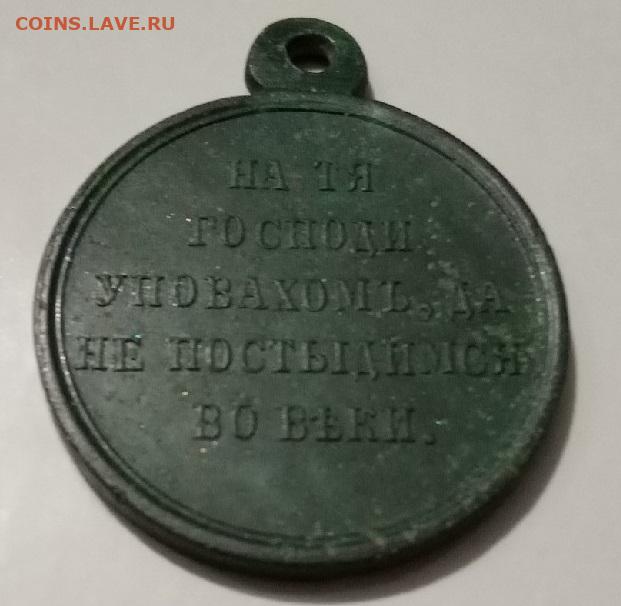 COINS.LAVE.RU
НА ТЯ
ГОСПОДИ
УПОВАХОМЪ, ДА
НЕ ПОСТЫДИМСЯ
ВО ВѢКИ.